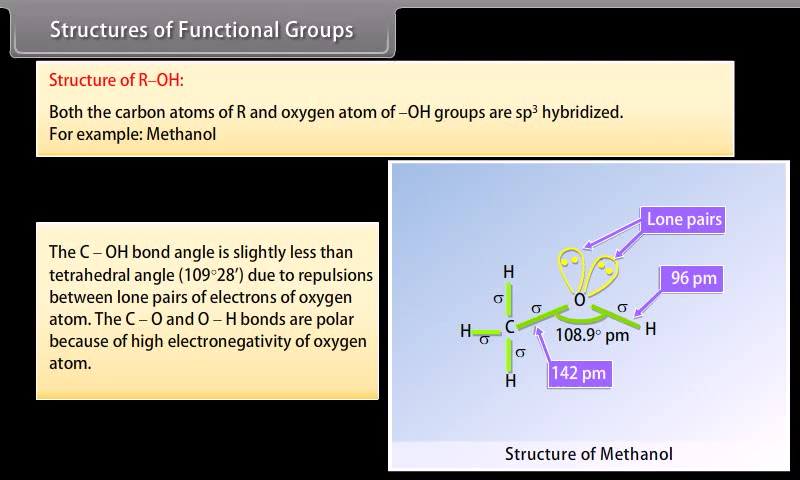 Structures of Functional Groups
Structure of R–OH:
Both the carbon atoms of R and oxygen atom of –OH groups are sp³ hybridized.
For example: Methanol
The C – OH bond angle is slightly less than
tetrahedral angle (109°28′) due to repulsions
between lone pairs of electrons of oxygen
atom. The C – O and O – H bonds are polar
because of high electronegativity of oxygen
atom.
Lone pairs
96 pm
H
σ
σ
O
σ
H
σ
C
108.9° pm
H
σ
142 pm
H
Structure of Methanol